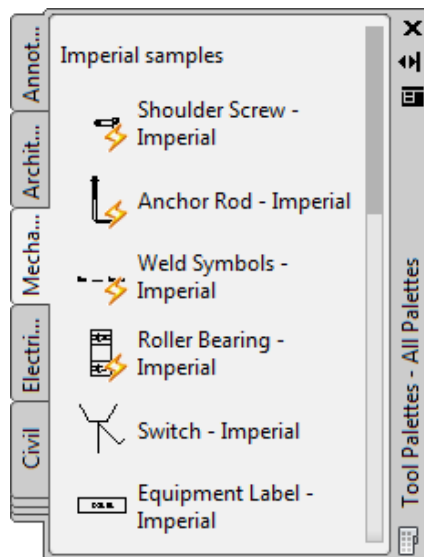 Annot...
Archit...
Mecha...
Electri...
Civil
Imperial samples
Shoulder Screw -
Imperial
Anchor Rod - Imperial
Weld Symbols -
Imperial
Roller Bearing -
Imperial
Switch - Imperial
Equipment Label -
Imperial
Tool Palettes - All Palettes